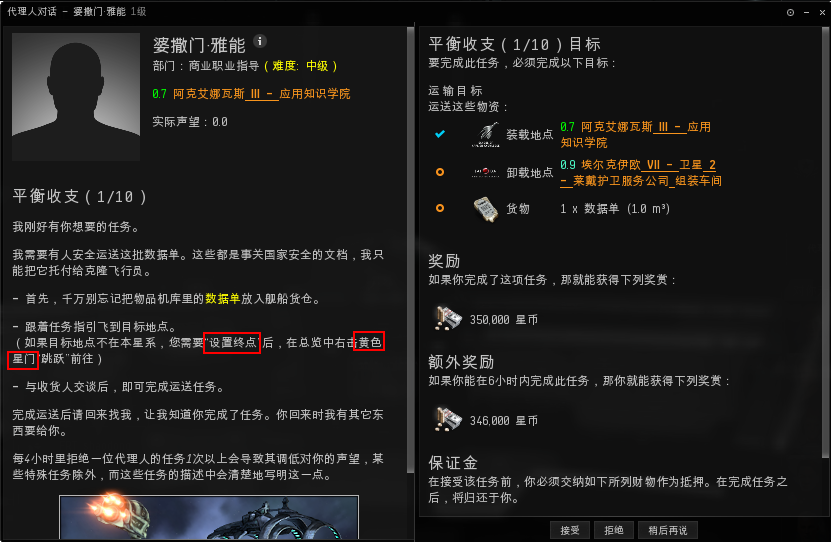 代理人对话 - 婆撒门·雅能 1级
婆撒门·雅能
部门：商业职业指导（难度: 中级）
0.7 阿克艾娜瓦斯 III - 应用知识学院
实际声望：0.0
平衡收支（1/10）
我刚好有你想要的任务。
我需要有人安全运送这批数据单。这些都是事关国家安全的文档，我只
能把它托付给克隆飞行员。
- 首先，千万别忘记把物品机库里的数据单放入舰船货仓。
- 跟着任务指引飞到目标地点。
（如果目标地点不在本星系，您需要"设置终点"后，在总览中右击黄色
星门"跳跃"前往）
- 与收货人交谈后，即可完成运送任务。
完成运送后请回来找我，让我知道你完成了任务。你回来时我有其它东
西要给你。
每4小时里拒绝一位代理人的任务1次以上会导致其调低对你的声望，某
些特殊任务除外，而这些任务的描述中会清楚地写明这一点。
平衡收支（1/10）目标
要完成此任务，必须完成以下目标：
运输目标
运送这些物资：
装载地点 0.7 阿克艾娜瓦斯 III - 应用
知识学院
卸载地点 0.9 埃尔克伊欧 VII - 卫星 2
- 莱戴护卫服务公司 组装车间
货物 1 x 数据单 (1.0 m³)
奖励
如果你完成了这项任务，那就能获得下列奖赏：
350,000 星币
额外奖励
如果你能在6小时内完成此任务，那你就能获得下列奖赏：
346,000 星币
保证金
在接受该任务前，你必须交纳如下所列财物作为抵押。在完成任务之
后，将归还于你。
接受 拒绝 稍后再说